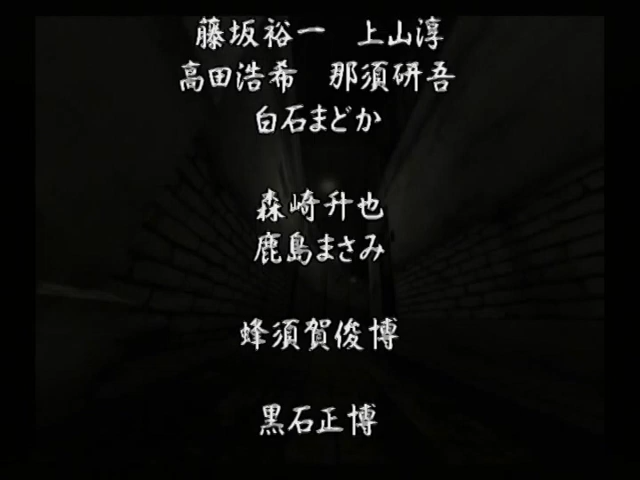 藤坂裕一　上山淳
高田浩希　那須研吾
白石まどか
森崎升也
鹿島まさみ
蜂須賀俊博
黒石正博